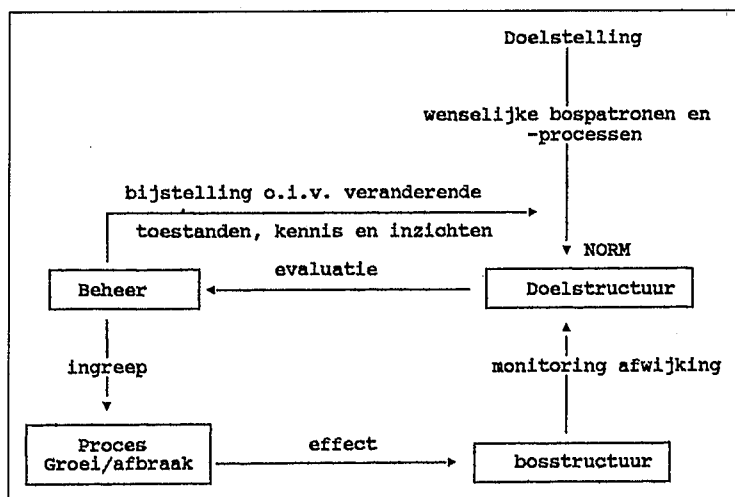 Doelstelling
wenselijke bospatronen en
-processen
bijstelling o.i.v. veranderende
toestanden, kennis en inzichten
NORM
evaluatie
Beheer
Doelstructuur
ingreep
monitoring afwijking
Proces
Groei/afbraak
effect
bosstructuur